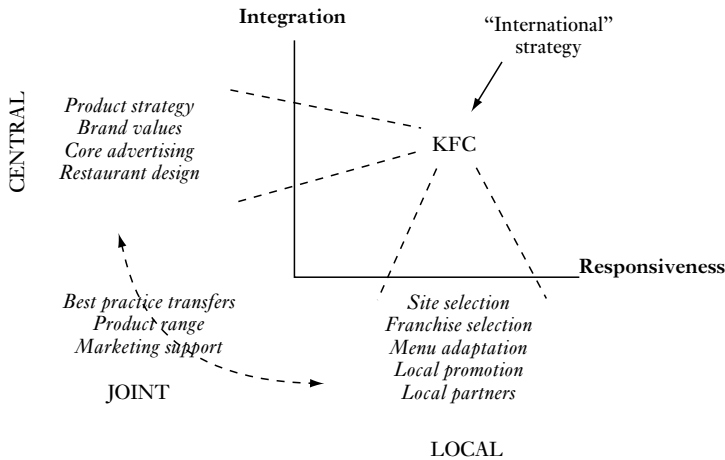 Integration
“International”
strategy
CENTRAL
Product strategy
Brand values
Core advertising
Restaurant design
KFC
Responsiveness
Best practice transfers
Product range
Marketing support
JOINT
Site selection
Franchise selection
Menu adaptation
Local promotion
Local partners
LOCAL